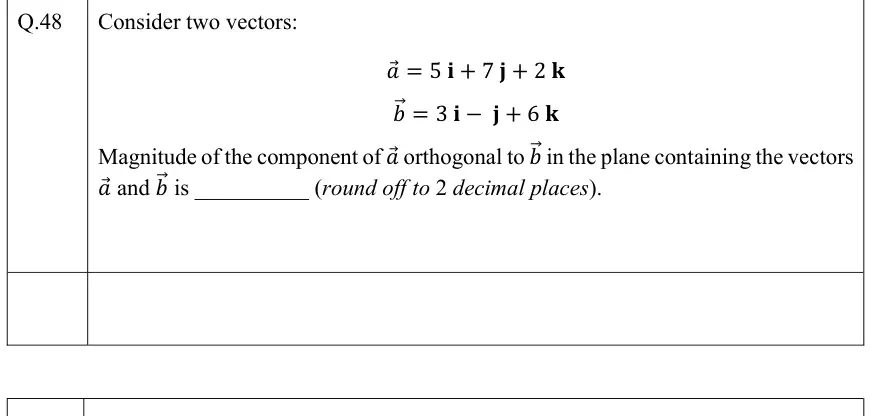 Q.48 Consider two vectors:
a⃗ = 5 i + 7 j + 2 k
b⃗ = 3 i − j + 6 k
Magnitude of the component of a⃗ orthogonal to b⃗ in the plane containing the vectors
a⃗ and b⃗ is __________ (round off to 2 decimal places).